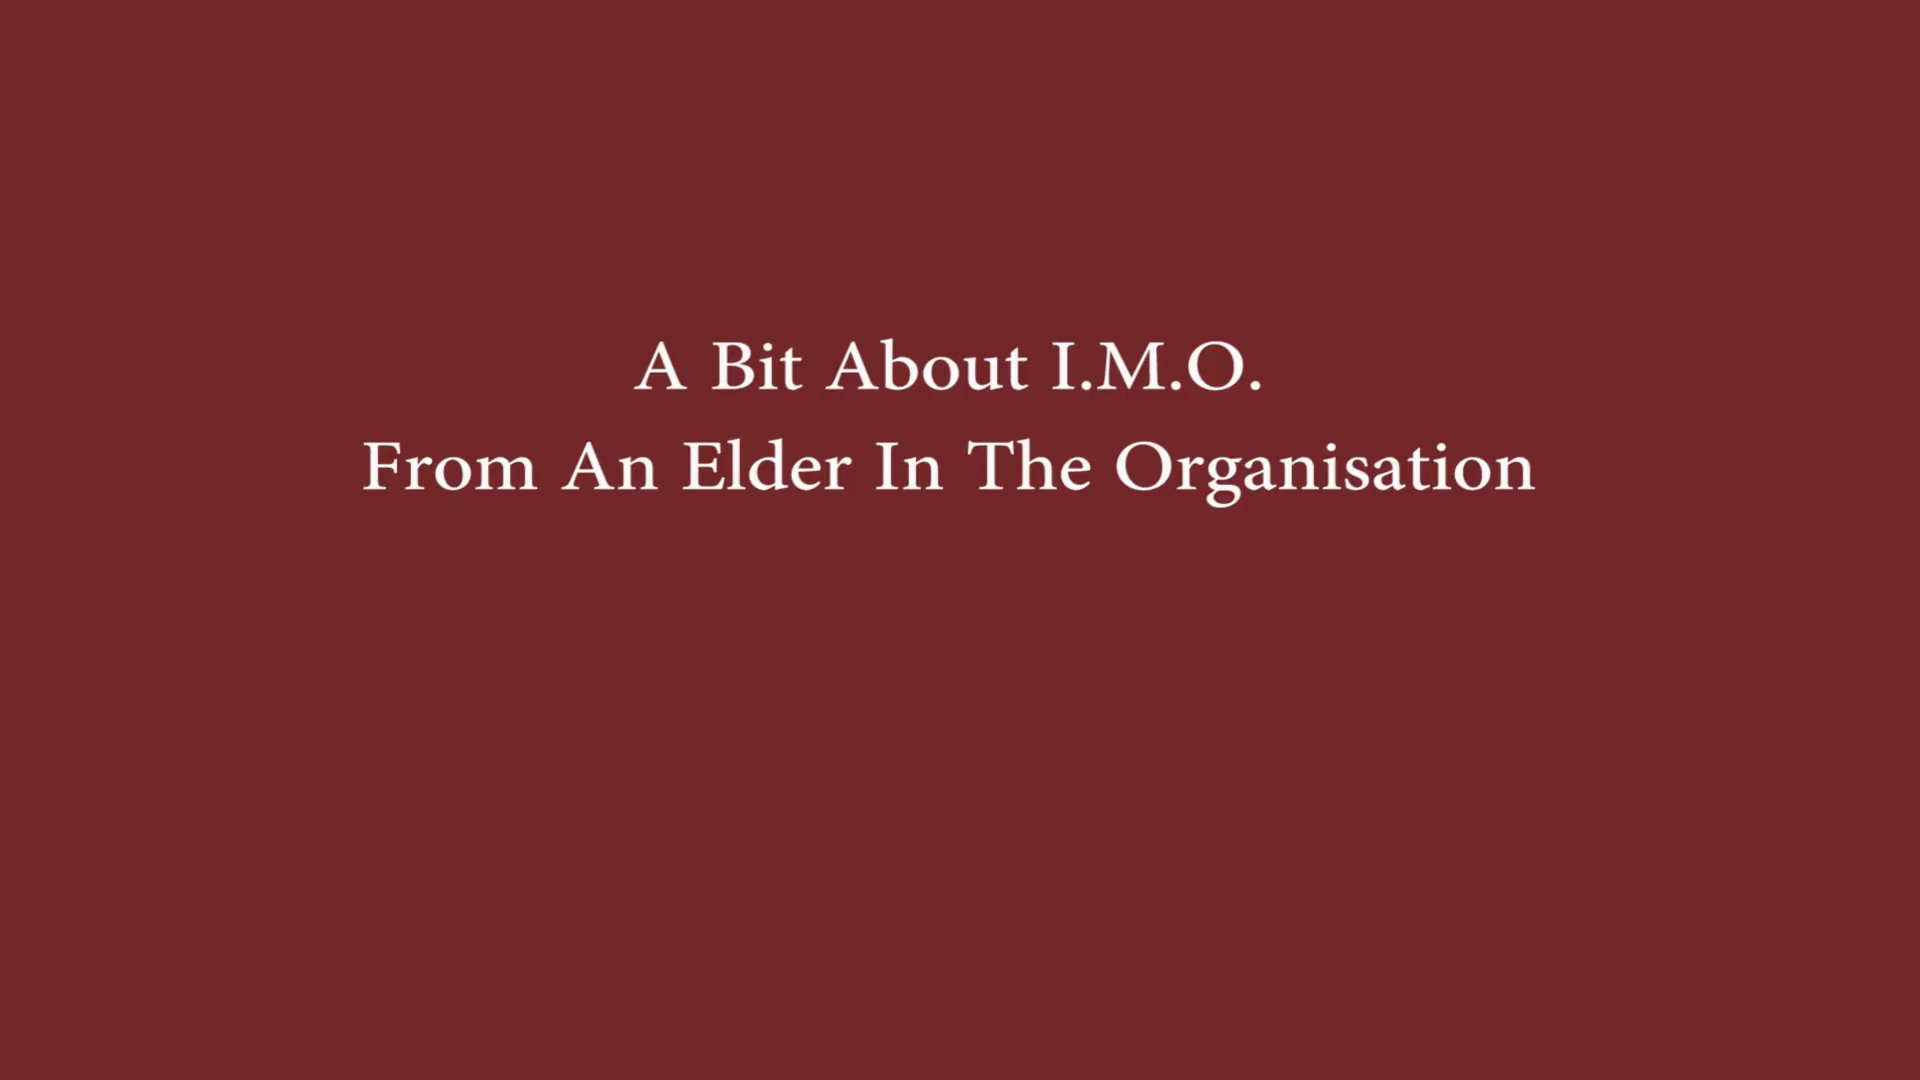 A Bit About I.M.O.
From An Elder In The Organisation